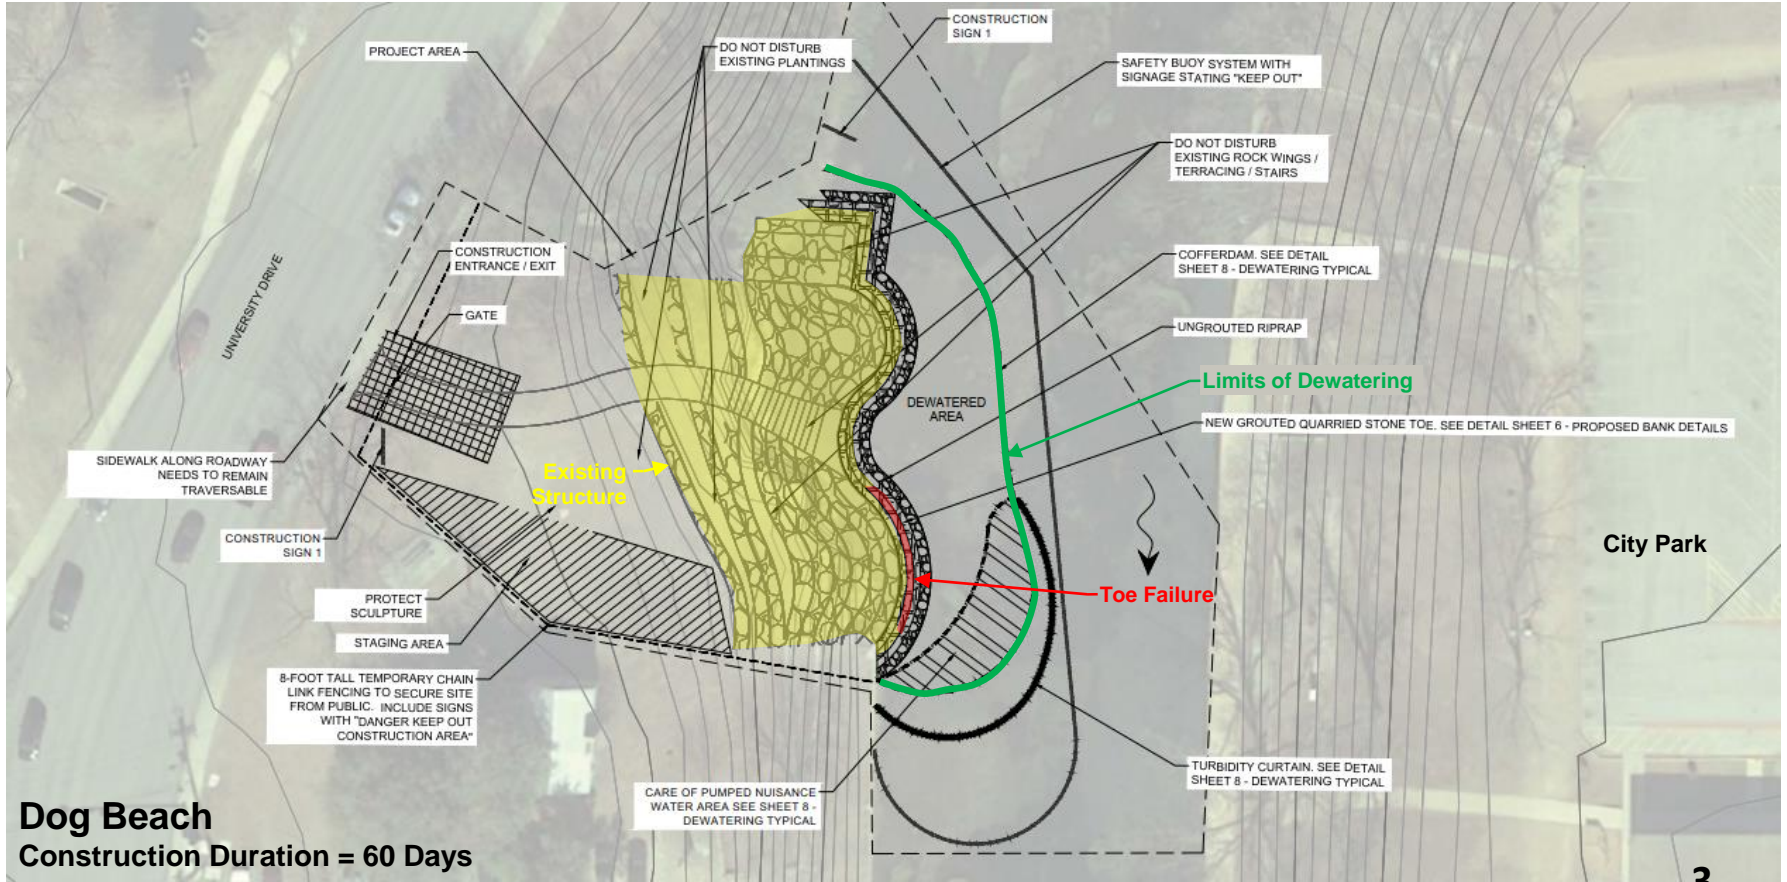 CONSTRUCTION
SIGN 1
PROJECT AREA
DO NOT DISTURB
EXISTING PLANTINGS
SAFETY BUOY SYSTEM WITH
SIGNAGE STATING "KEEP OUT"
DO NOT DISTURB
EXISTING ROCK WINGS /
TERRACING / STAIRS
UNIVERSITY DRIVE
CONSTRUCTION
ENTRANCE / EXIT
GATE
COFFERDAM. SEE DETAIL
SHEET 8 - DEWATERING TYPICAL
UNGROUTED RIPRAP
Limits of Dewatering
DEWATERED
AREA
NEW GROUTED QUARRIED STONE TOE. SEE DETAIL SHEET 6 - PROPOSED BANK DETAILS
SIDEWALK ALONG ROADWAY
NEEDS TO REMAIN
TRAVERSABLE
Existing
Structure
CONSTRUCTION
SIGN 1
City Park
Toe Failure
PROTECT
SCULPTURE
STAGING AREA
8-FOOT TALL TEMPORARY CHAIN
LINK FENCING TO SECURE SITE
FROM PUBLIC. INCLUDE SIGNS
WITH "DANGER KEEP OUT
CONSTRUCTION AREA"
CARE OF PUMPED NUISANCE
WATER AREA SEE SHEET 8 -
DEWATERING TYPICAL
TURBIDITY CURTAIN. SEE DETAIL
SHEET 8 - DEWATERING TYPICAL
Dog Beach
Construction Duration = 60 Days
3